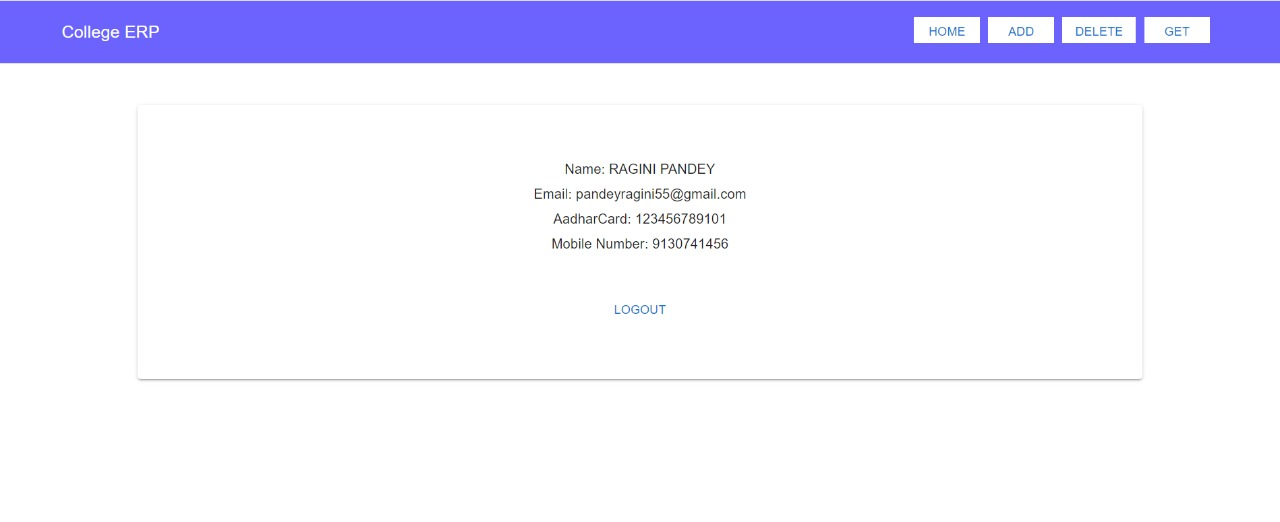 College ERP
HOME ADD DELETE GET
Name: RAGINI PANDEY
Email: pandeyragini55@gmail.com
AadharCard: 123456789101
Mobile Number: 9130741456
LOGOUT